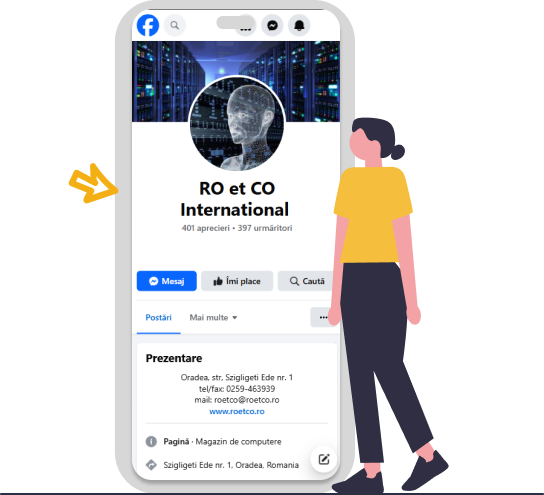 RO et CO
International
401 aprecieri • 397 urmăritori
Mesaj
Îmi place
Caută
Postări
Mai multe
Prezentare
Oradea, str, Szigligeti Ede nr. 1
tel/fax: 0259-463939
mail: roetco@roetco.ro
www.roetco.ro
Pagină · Magazin de computere
Szigligeti Ede nr. 1, Oradea, Romania